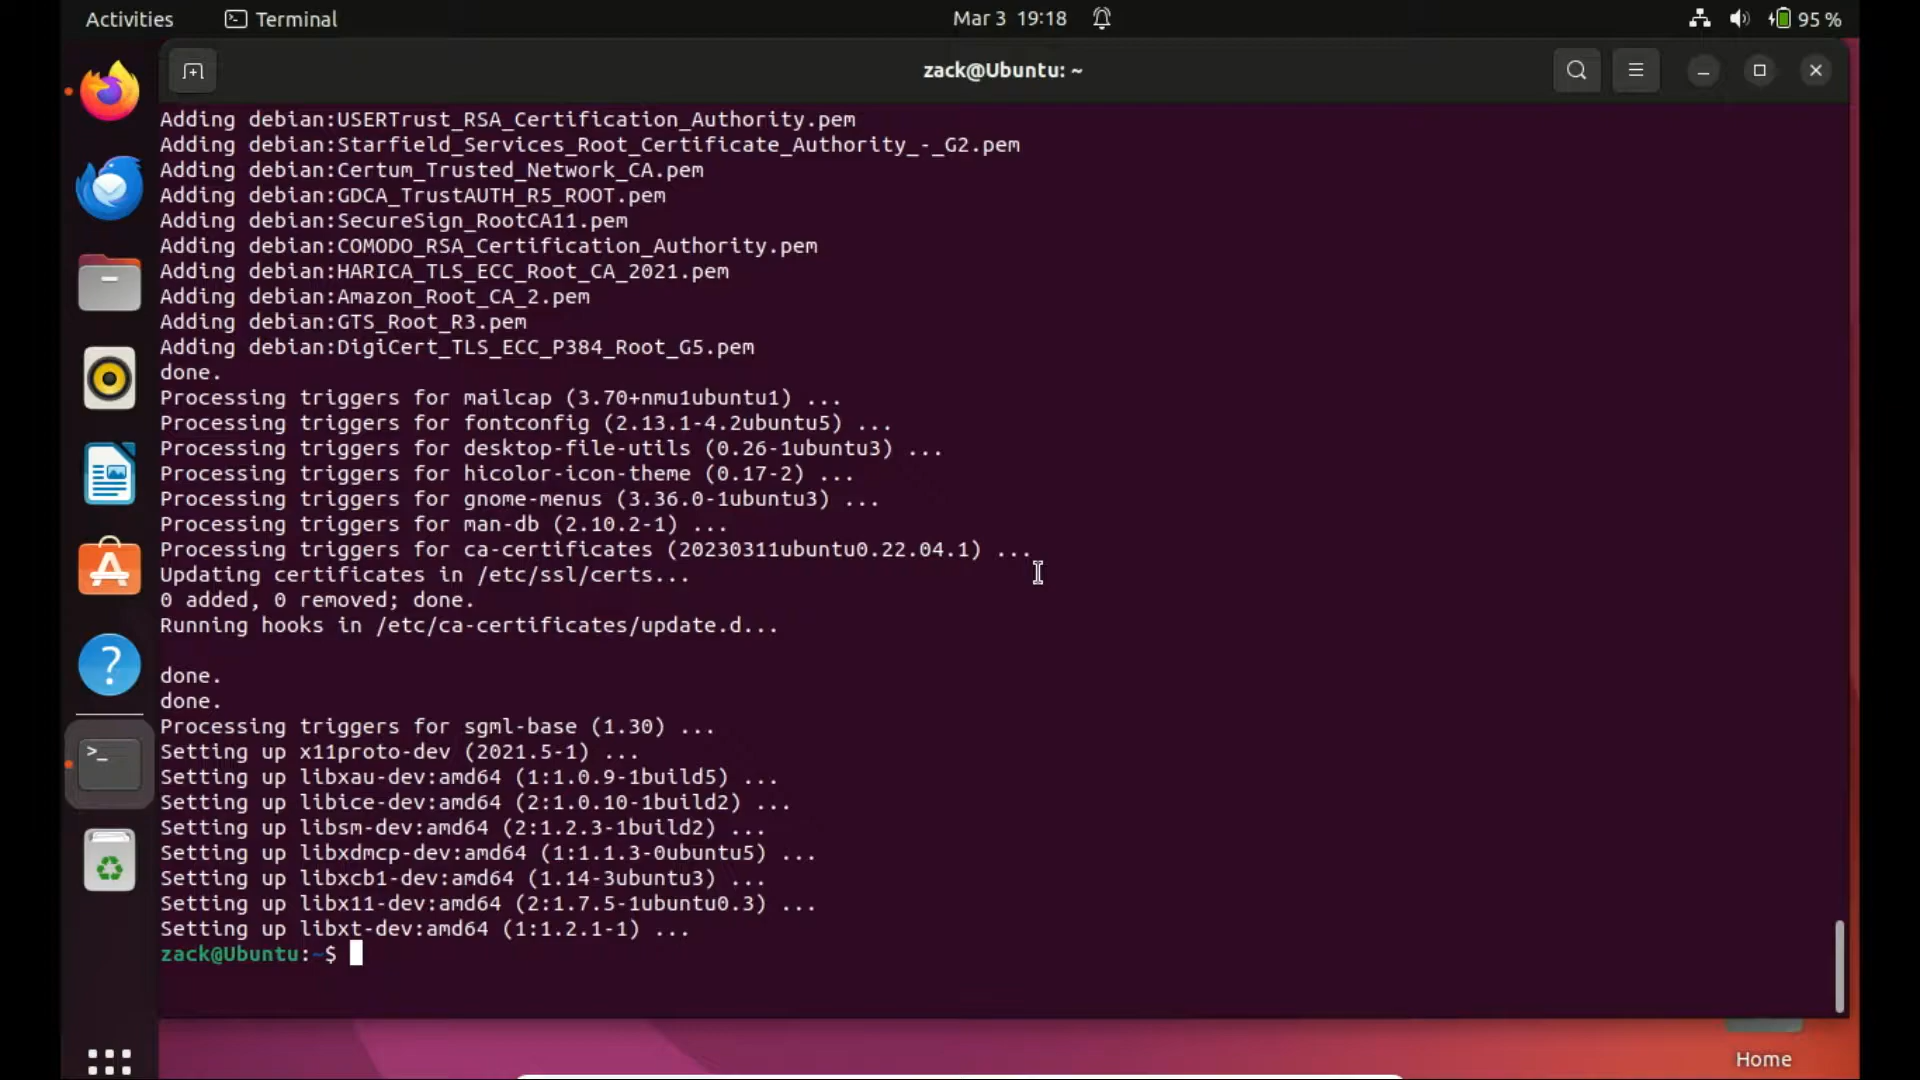 Activities
Terminal
Mar 3 19:18
95 %
zack@Ubuntu: ~
Adding debian:USERTrust_RSA_Certification_Authority.pem
Adding debian:Starfield_Services_Root_Certificate_Authority_-_G2.pem
Adding debian:Certum_Trusted_Network_CA.pem
Adding debian:GDCA_TrustAUTH_R5_ROOT.pem
Adding debian:SecureSign_RootCA11.pem
Adding debian:COMODO_RSA_Certification_Authority.pem
Adding debian:HARICA_TLS_ECC_Root_CA_2021.pem
Adding debian:Amazon_Root_CA_2.pem
Adding debian:GTS_Root_R3.pem
Adding debian:DigiCert_TLS_ECC_P384_Root_G5.pem
done.
Processing triggers for mailcap (3.70+nmu1ubuntu1) ...
Processing triggers for fontconfig (2.13.1-4.2ubuntu5) ...
Processing triggers for desktop-file-utils (0.26-1ubuntu3) ...
Processing triggers for hicolor-icon-theme (0.17-2) ...
Processing triggers for gnome-menus (3.36.0-1ubuntu3) ...
Processing triggers for man-db (2.10.2-1) ...
Processing triggers for ca-certificates (20230311ubuntu0.22.04.1) ...
Updating certificates in /etc/ssl/certs...
0 added, 0 removed; done.
Running hooks in /etc/ca-certificates/update.d...
done.
done.
Processing triggers for sgml-base (1.30) ...
Setting up x11proto-dev (2021.5-1) ...
Setting up libxau-dev:amd64 (1:1.0.9-1build5) ...
Setting up libice-dev:amd64 (2:1.0.10-1build2) ...
Setting up libsm-dev:amd64 (2:1.2.3-1build2) ...
Setting up libxdmcp-dev:amd64 (1:1.1.3-0ubuntu5) ...
Setting up libxcb1-dev:amd64 (1.14-3ubuntu3) ...
Setting up libx11-dev:amd64 (2:1.7.5-1ubuntu0.3) ...
Setting up libxt-dev:amd64 (1:1.2.1-1) ...
zack@Ubuntu:~$
Home